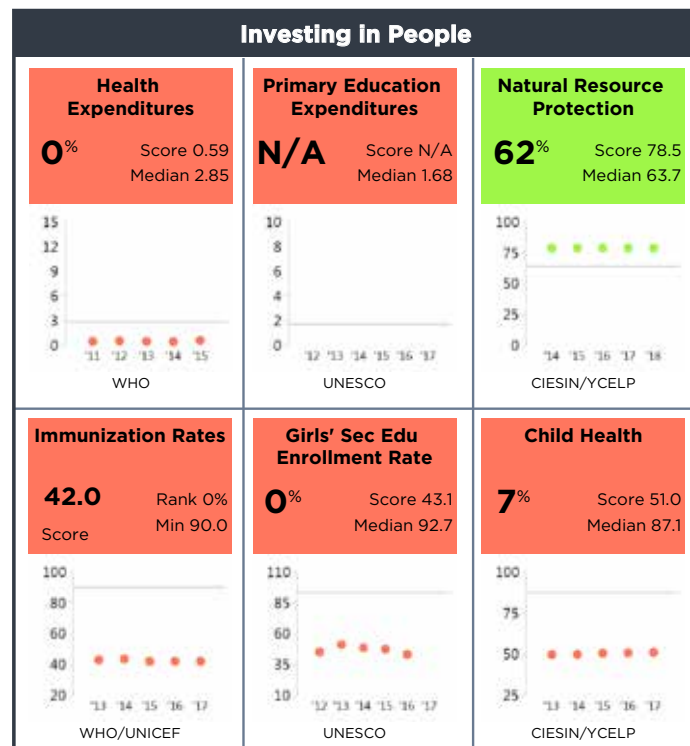 Investing in People
Health
Expenditures
0%
Score 0.59
Median 2.85
15
12
9
6
3
0
'11 '12 '13 '14 '15
WHO
Primary Education
Expenditures
N/A
Score N/A
Median 1.68
10
8
6
4
2
0
'12 '13 '14 '15 '16 '17
UNESCO
Natural Resource
Protection
62%
Score 78.5
Median 63.7
100
75
50
25
0
'14 '15 '16 '17 '18
CIESIN/YCELP
Immunization Rates
42.0
Score
Rank 0%
Min 90.0
100
80
60
40
20
'13 '14 '15 '16 '17
WHO/UNICEF
Girls' Sec Edu
Enrollment Rate
0%
Score 43.1
Median 92.7
110
85
60
35
10
'12 '13 '14 '15 '16 '17
UNESCO
Child Health
7%
Score 51.0
Median 87.1
100
75
50
25
'13 '14 '15 '16 '17
CIESIN/YCELP